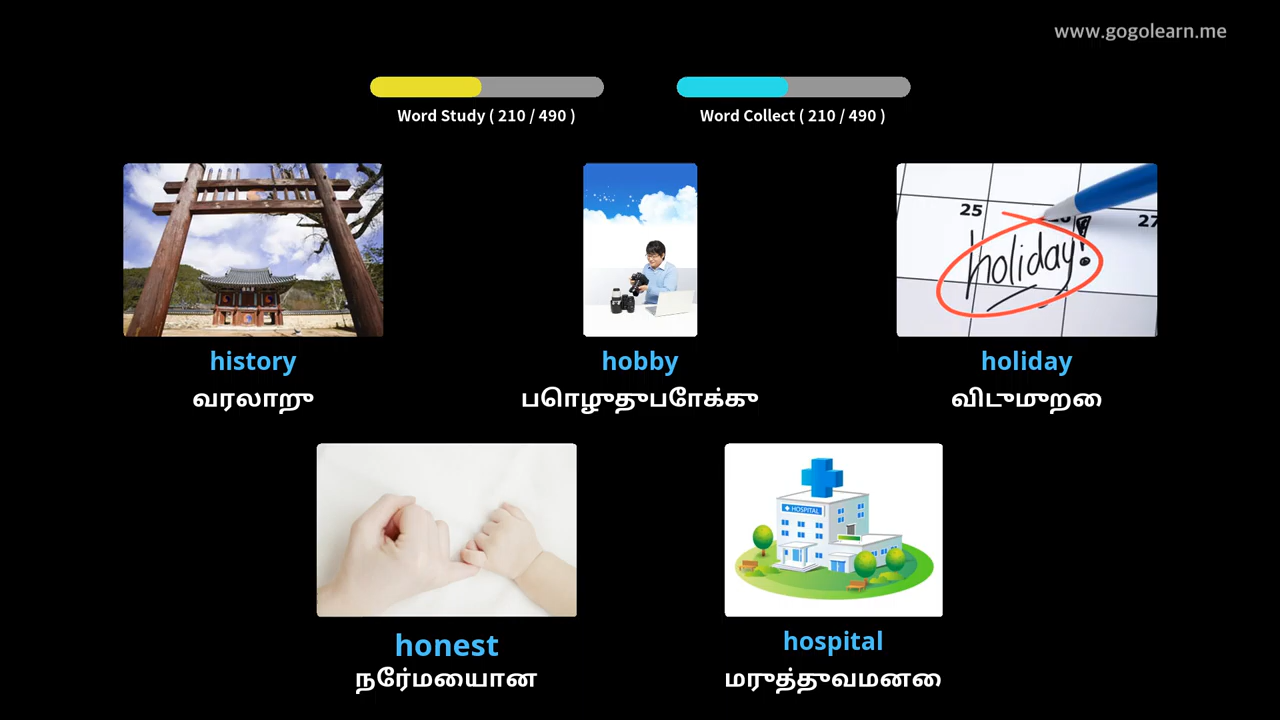 www.gogolearn.me
Word Study ( 210 / 490 )
Word Collect ( 210 / 490 )
25
27
holiday!
history
hobby
holiday
வரலாறு
பொழுதுபோக்கு
விடுமுறை
HOSPITAL
honest
hospital
நேர்மையான
மருத்துவமனை